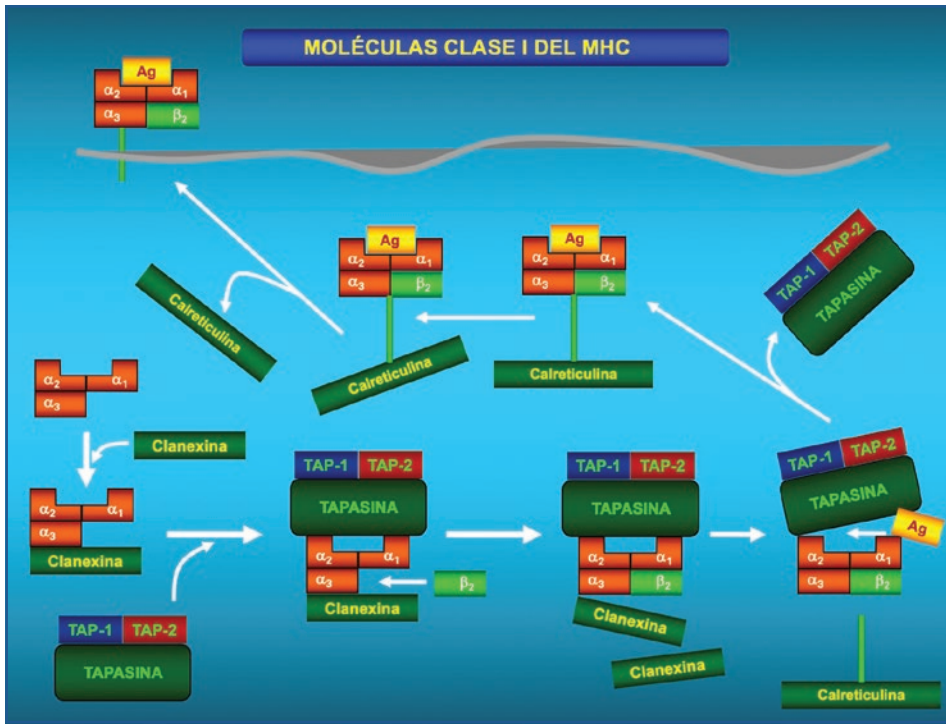 MOLÉCULAS CLASE I DEL MHC
Ag
α2 α1
α3 β2
Ag
α2 α1
α3 β2
Calreticulina
Ag
α2 α1
α3 β2
Calreticulina
Calreticulina
TAP-1 TAP-2
TAPASINA
α2 α1
α3
Clanexina
α2 α1
α3
Clanexina
TAP-1 TAP-2
TAPASINA
TAP-1 TAP-2
TAPASINA
α2 α1
α3
β2
Clanexina
TAP-1 TAP-2
TAPASINA
α2 α1
α3 β2
Clanexina
Clanexina
TAP-1 TAP-2
TAPASINA
Ag
α2 α1
α3 β2
Calreticulina